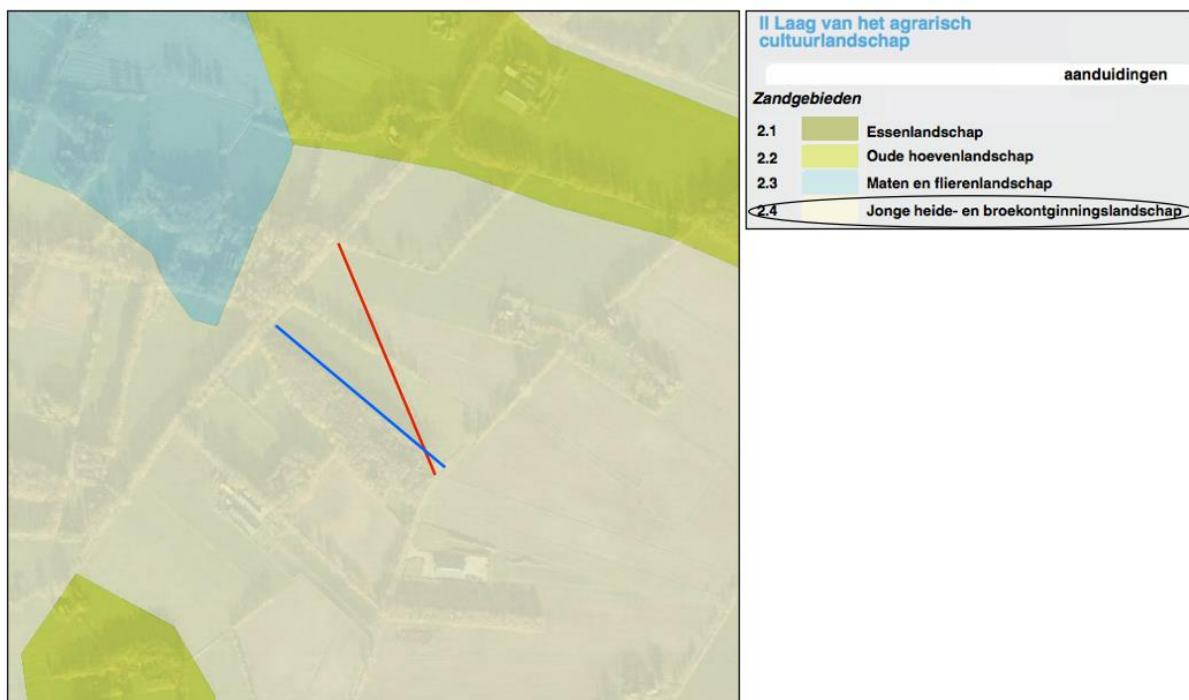 II Laag van het agrarisch
cultuurlandschap
aanduidingen
Zandgebieden
2.1 Essenlandschap
2.2 Oude hoevenlandschap
2.3 Maten en flierenlandschap
2.4 Jonge heide- en broekontginningslandschap